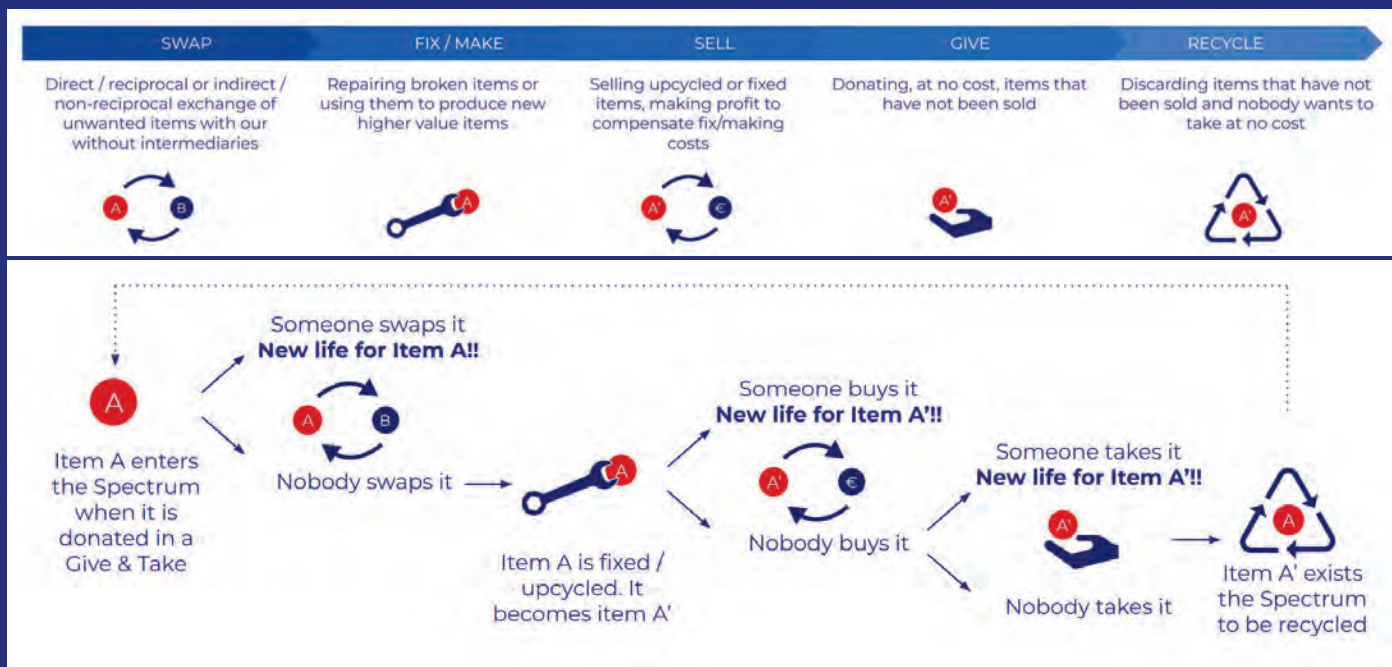 SWAP
FIX / MAKE
SELL
GIVE
RECYCLE
Direct / reciprocal or indirect /
non-reciprocal exchange of
unwanted items with our
without intermediaries
Repairing broken items or
using them to produce new
higher value items
Selling upcycled or fixed
items, making profit to
compensate fix/making
costs
Donating, at no cost, items that
have not been sold
Discarding items that have not
been sold and nobody wants to
take at no cost
A
B
A
A'
€
A'
A'
A
Item A enters
the Spectrum
when it is
donated in a
Give & Take
Someone swaps it
New life for Item A!!
A
B
Nobody swaps it
A
Item A is fixed /
upcycled. It
becomes item A'
Someone buys it
New life for Item A'!!
A'
€
Nobody buys it
Someone takes it
New life for Item A'!!
A'
Nobody takes it
A
Item A' exists
the Spectrum
to be recycled